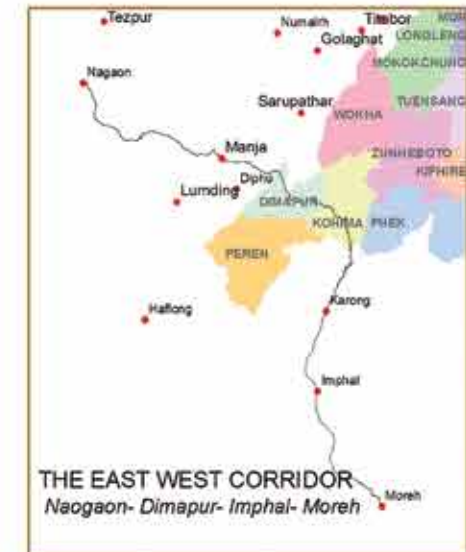 Tezpur
Numalrh
Titabor
MON
Golaghat
LONGLENG
MOKOKCHUNG
Nagaon
TUENSANG
Sarupathar
WOKHA
ZUNHEBOTO
Manja
KIPHIRE
Diphu
Lumding
DIMAPUR
KOHIMA
PHEK
PEREN
Karong
Haflong
Imphal
THE EAST WEST CORRIDOR
Naogaon- Dimapur- Imphal- Moreh
Moreh